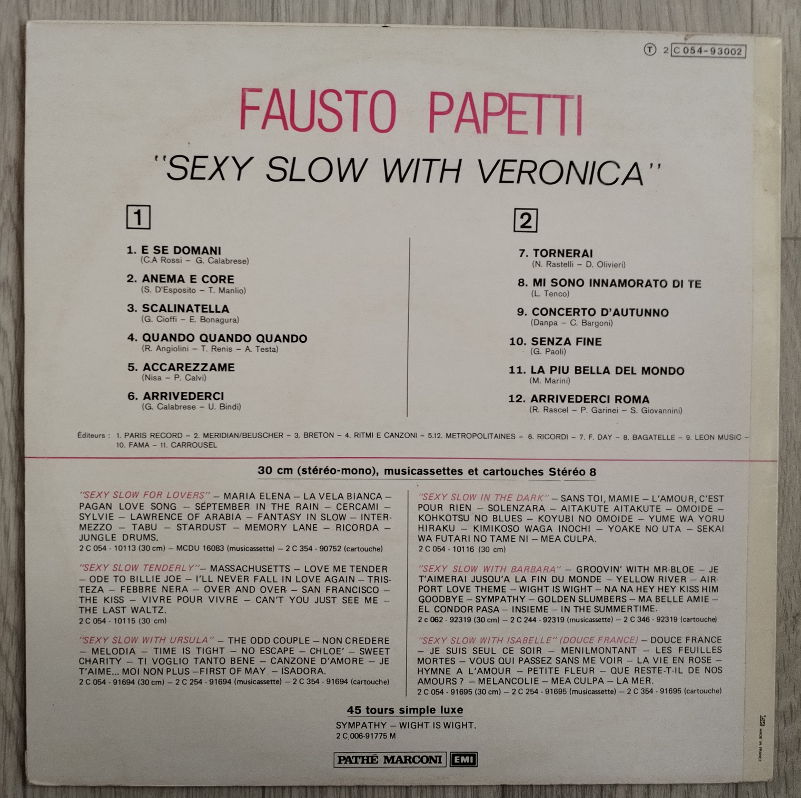 Ⓣ 2 C 054-93002
FAUSTO PAPETTI
"SEXY SLOW WITH VERONICA"
1
1. E SE DOMANI
(C.A Rossi – G. Calabrese)
2. ANEMA E CORE
(S. D'Esposito – T. Manlio)
3. SCALINATELLA
(G. Cioffi – E. Bonagura)
4. QUANDO QUANDO QUANDO
(R. Angiolini – T. Renis – A. Testa)
5. ACCAREZZAME
(Nisa – P. Calvi)
6. ARRIVEDERCI
(G. Calabrese – U. Bindi)
2
7. TORNERAI
(N. Rastelli – D. Olivieri)
8. MI SONO INNAMORATO DI TE
(L. Tenco)
9. CONCERTO D'AUTUNNO
(Danpa – C. Bargoni)
10. SENZA FINE
(G. Paoli)
11. LA PIU BELLA DEL MONDO
(M. Marini)
12. ARRIVEDERCI ROMA
(R. Rascel – P. Garinei – S. Giovannini)
Éditeurs : 1. PARIS RECORD – 2. MERIDIAN/BEUSCHER – 3. BRETON – 4. RITMI E CANZONI – 5.12. METROPOLITAINES – 6. RICORDI – 7. F. DAY – 8. BAGATELLE – 9. LEON MUSIC –
10. FAMA – 11. CARROUSEL
30 cm (stéréo-mono), musicassettes et cartouches Stéréo 8
"SEXY SLOW FOR LOVERS" – MARIA ELENA – LA VELA BIANCA –
PAGAN LOVE SONG – SEPTEMBER IN THE RAIN – CERCAMI –
SYLVIE – LAWRENCE OF ARABIA – FANTASY IN SLOW – INTER-
MEZZO – TABU – STARDUST – MEMORY LANE – RICORDA –
JUNGLE DRUMS.
2 C 054 - 10113 (30 cm) – MCDU 16083 (musicassette) – 2 C 354 - 90752 (cartouche)
"SEXY SLOW TENDERLY" – MASSACHUSETTS – LOVE ME TENDER
– ODE TO BILLIE JOE – I'LL NEVER FALL IN LOVE AGAIN – TRIS-
TEZA – FEBBRE NERA – OVER AND OVER – SAN FRANCISCO –
THE KISS – VIVRE POUR VIVRE – CAN'T YOU JUST SEE ME –
THE LAST WALTZ.
2 C 054 - 10115 (30 cm)
"SEXY SLOW WITH URSULA" – THE ODD COUPLE – NON CREDERE
– MELODIA – TIME IS TIGHT – NO ESCAPE – CHLOE' – SWEET
CHARITY – TI VOGLIO TANTO BENE – CANZONE D'AMORE – JE
T'AIME... MOI NON PLUS – FIRST OF MAY – ISADORA.
2 C 054 - 91694 (30 cm) – 2 C 254 - 91694 (musicassette) – 2 C 354 - 91694 (cartouche)
"SEXY SLOW IN THE DARK" – SANS TOI, MAMIE – L'AMOUR, C'EST
POUR RIEN – SOLENZARA – AITAKUTE AITAKUTE – OMOIDE –
KOHKOTSU NO BLUES – KOYUBI NO OMOIDE – YUME WA YORU
HIRAKU – KIMIKOSO WAGA INOCHI – YOAKE NO UTA – SEKAI
WA FUTARI NO TAME NI – MEA CULPA.
2 C 054 - 10116 (30 cm)
"SEXY SLOW WITH BARBARA" – GROOVIN' WITH MR·BLOE – JE
T'AIMERAI JUSQU'A LA FIN DU MONDE – YELLOW RIVER – AIR-
PORT LOVE THEME – WIGHT IS WIGHT – NA NA HEY HEY KISS HIM
GOODBYE – SYMPATHY – GOLDEN SLUMBERS – MA BELLE AMIE –
EL CONDOR PASA – INSIEME – IN THE SUMMERTIME.
2 c 062 - 92319 (30 cm) – 2 C 244 - 92319 (musicassette) – 2 C 346 - 92319 (cartouche)
"SEXY SLOW WITH ISABELLE" (DOUCE FRANCE) – DOUCE FRANCE
– JE SUIS SEUL CE SOIR – MENILMONTANT – LES FEUILLES
MORTES – VOUS QUI PASSEZ SANS ME VOIR – LA VIE EN ROSE –
HYMNE A L'AMOUR – PETITE FLEUR – QUE RESTE-T-IL DE NOS
AMOURS ? – MELANCOLIE – MEA CULPA – LA MER.
2 C 054 - 91695 (30 cm) – 2 C 254 - 91695 (musicassette) – 2 C 354 - 91695 (cartouche)
45 tours simple luxe
SYMPATHY – WIGHT IS WIGHT.
2 C 006-91775 M
PATHÉ MARCONI EMI
MADE IN FRANCE